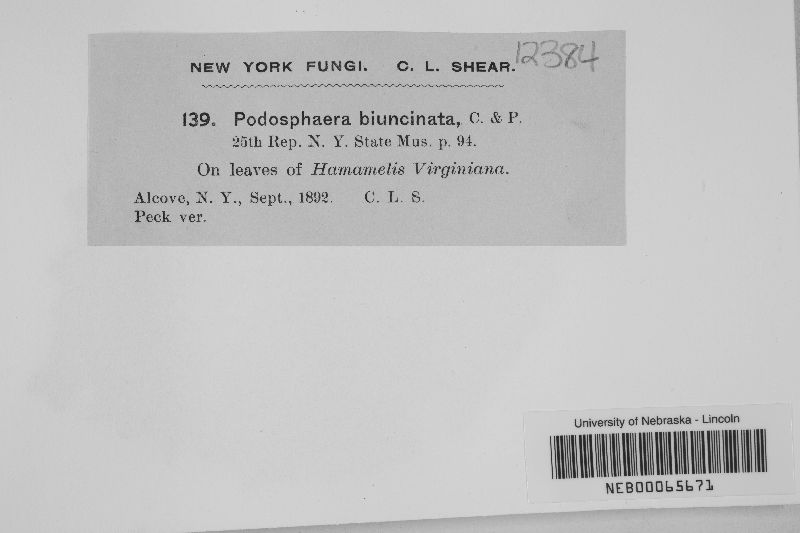 NEW YORK FUNGI. C. L. SHEAR. 12384
139. Podosphaera biuncinata, C. & P.
25th Rep. N. Y. State Mus. p. 94.
On leaves of Hamamelis Virginiana.
Alcove, N. Y., Sept., 1892. C. L. S.
Peck ver.
University of Nebraska - Lincoln
NEB00065671